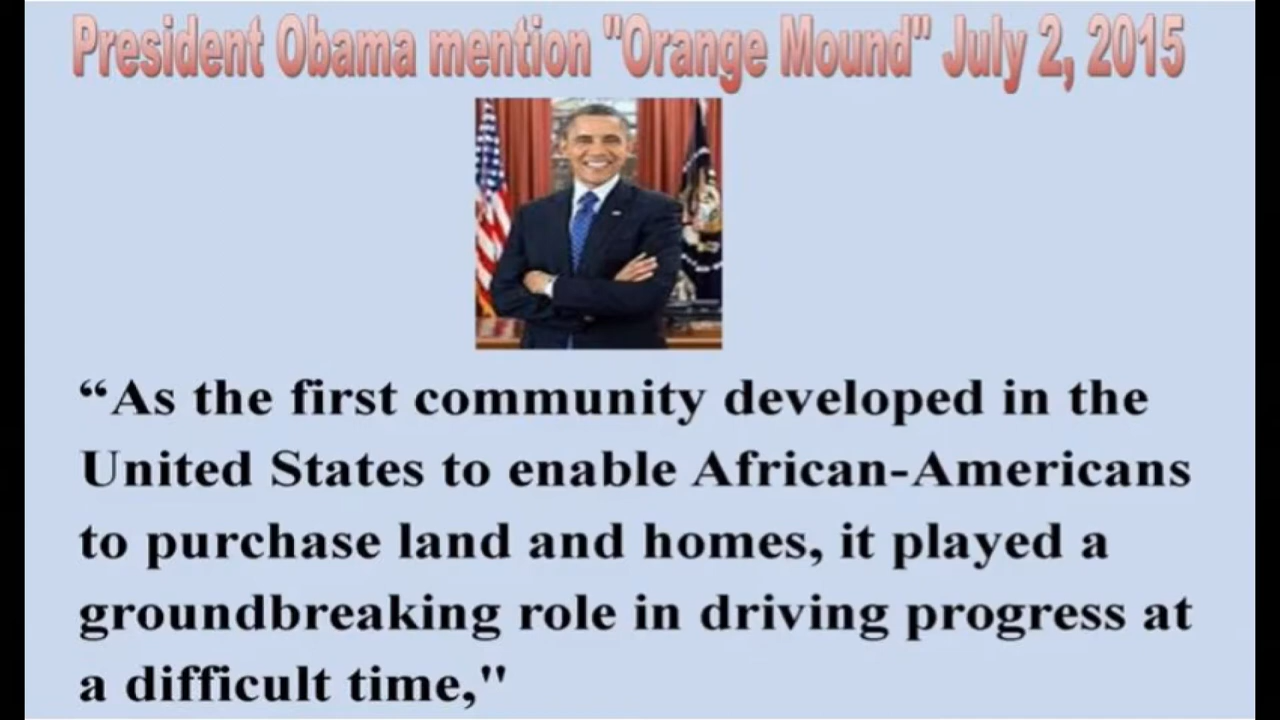 President Obama mention "Orange Mound" July 2, 2015
“As the first community developed in the
United States to enable African-Americans
to purchase land and homes, it played a
groundbreaking role in driving progress at
a difficult time,"